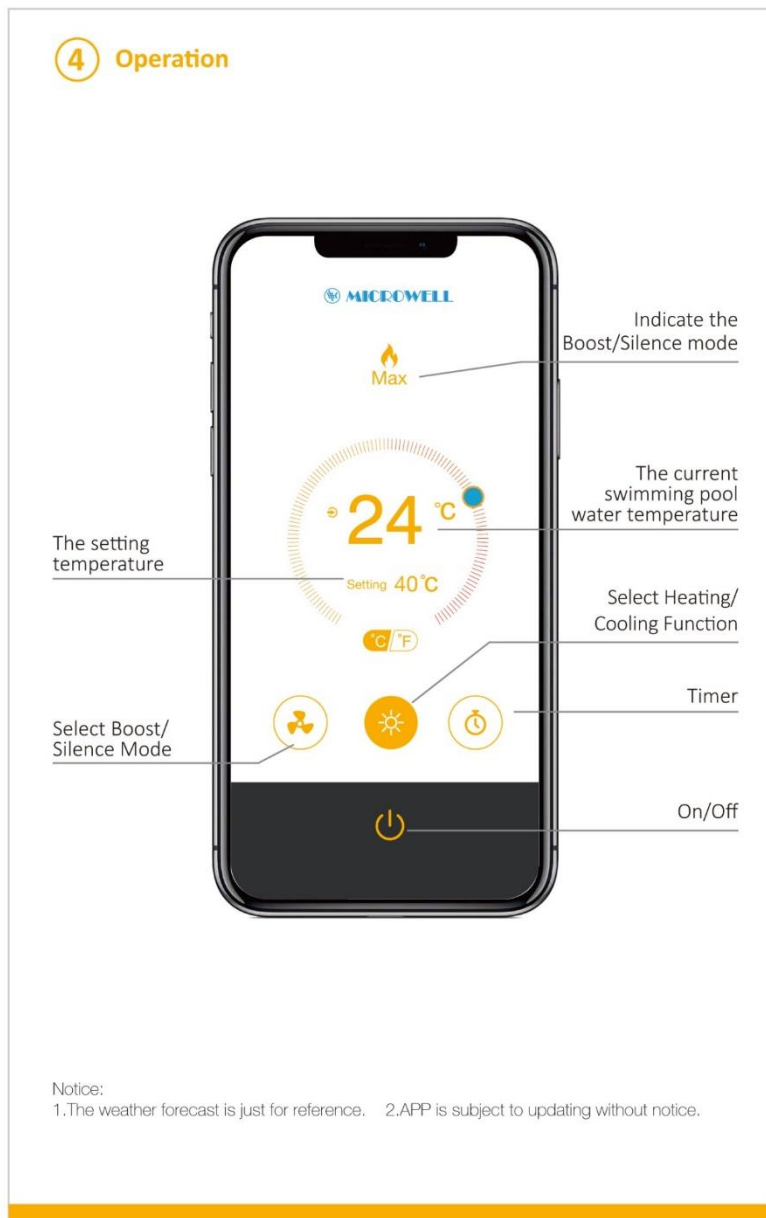 4 Operation
MICROWELL
Max
Indicate the
Boost/Silence mode
24 °C
The current
swimming pool
water temperature
The setting
temperature
Setting 40°C
Select Heating/
Cooling Function
°C/°F
Timer
Select Boost/
Silence Mode
On/Off
Notice:
1.The weather forecast is just for reference. 2.APP is subject to updating without notice.